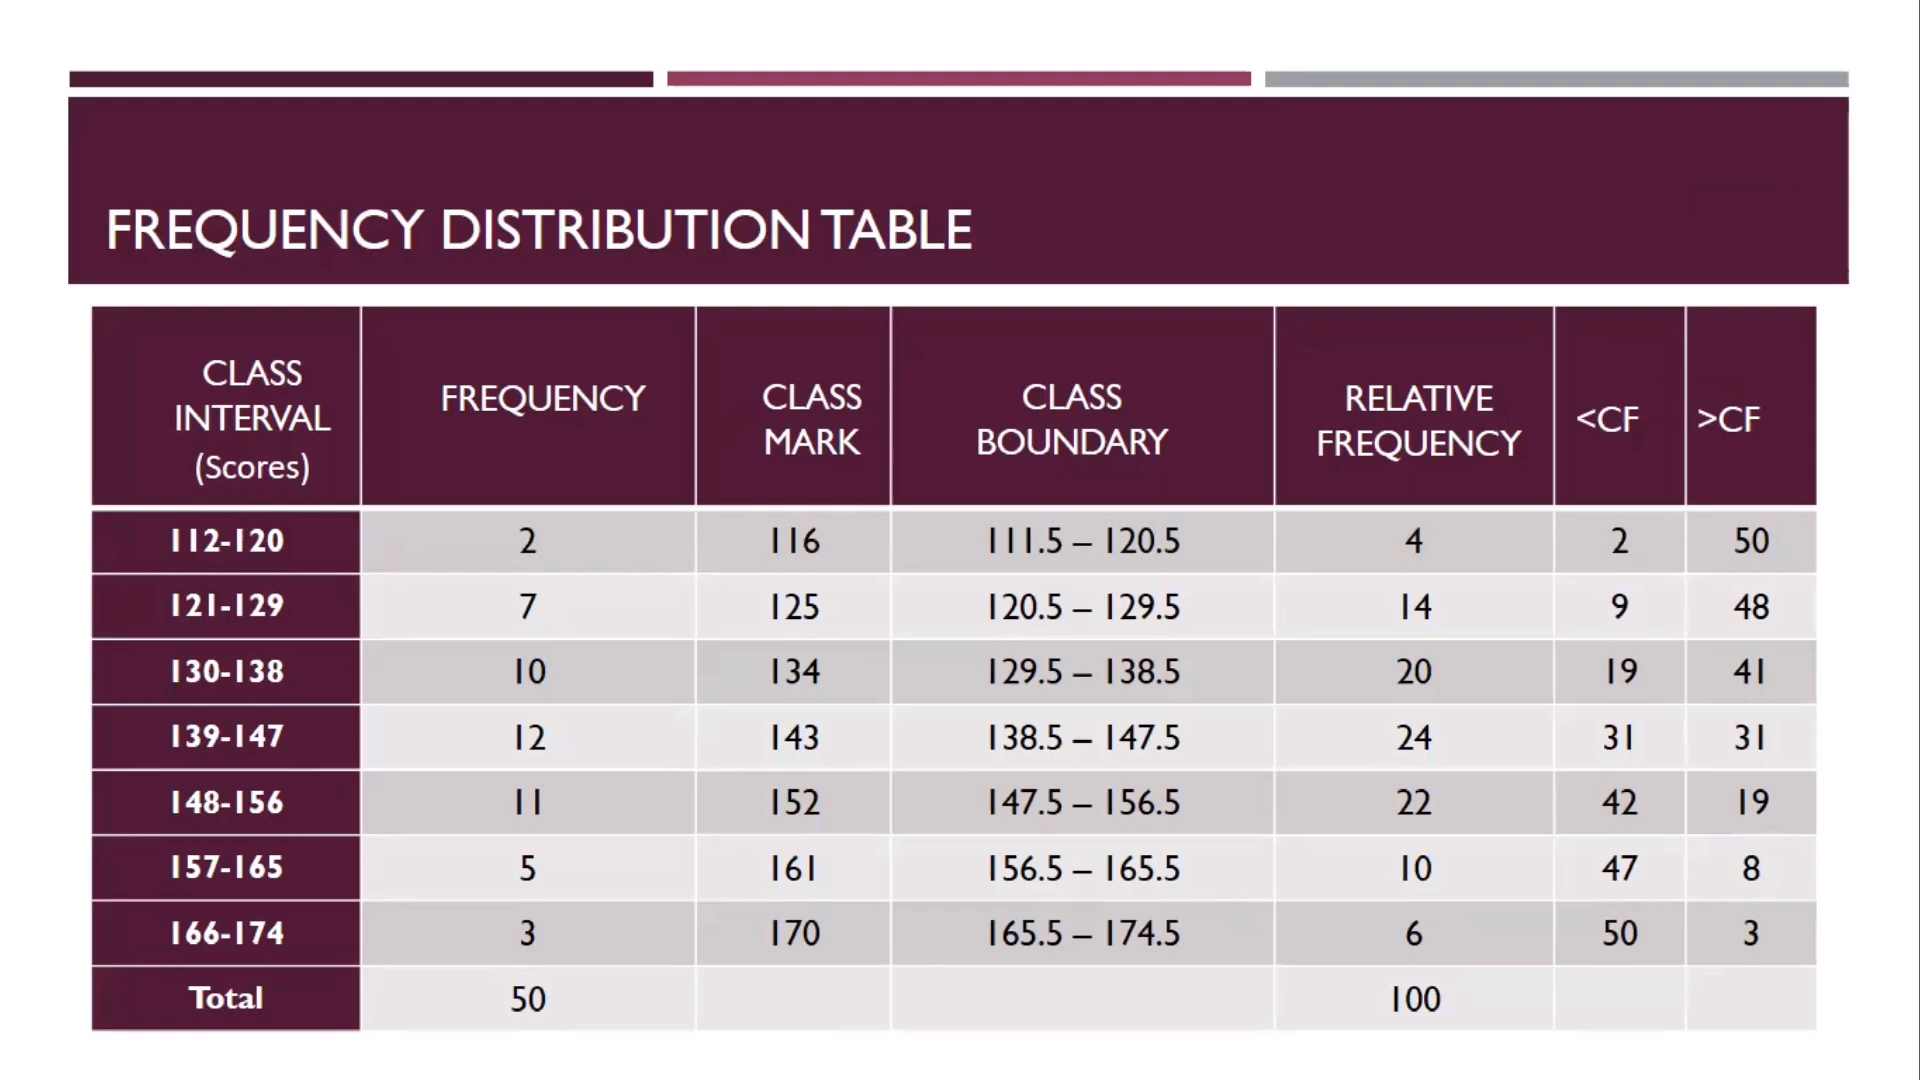 FREQUENCY DISTRIBUTION TABLE
CLASS INTERVAL (Scores) FREQUENCY CLASS MARK CLASS BOUNDARY RELATIVE FREQUENCY <CF >CF
112-120 2 116 111.5 – 120.5 4 2 50
121-129 7 125 120.5 – 129.5 14 9 48
130-138 10 134 129.5 – 138.5 20 19 41
139-147 12 143 138.5 – 147.5 24 31 31
148-156 11 152 147.5 – 156.5 22 42 19
157-165 5 161 156.5 – 165.5 10 47 8
166-174 3 170 165.5 – 174.5 6 50 3
Total 50 100